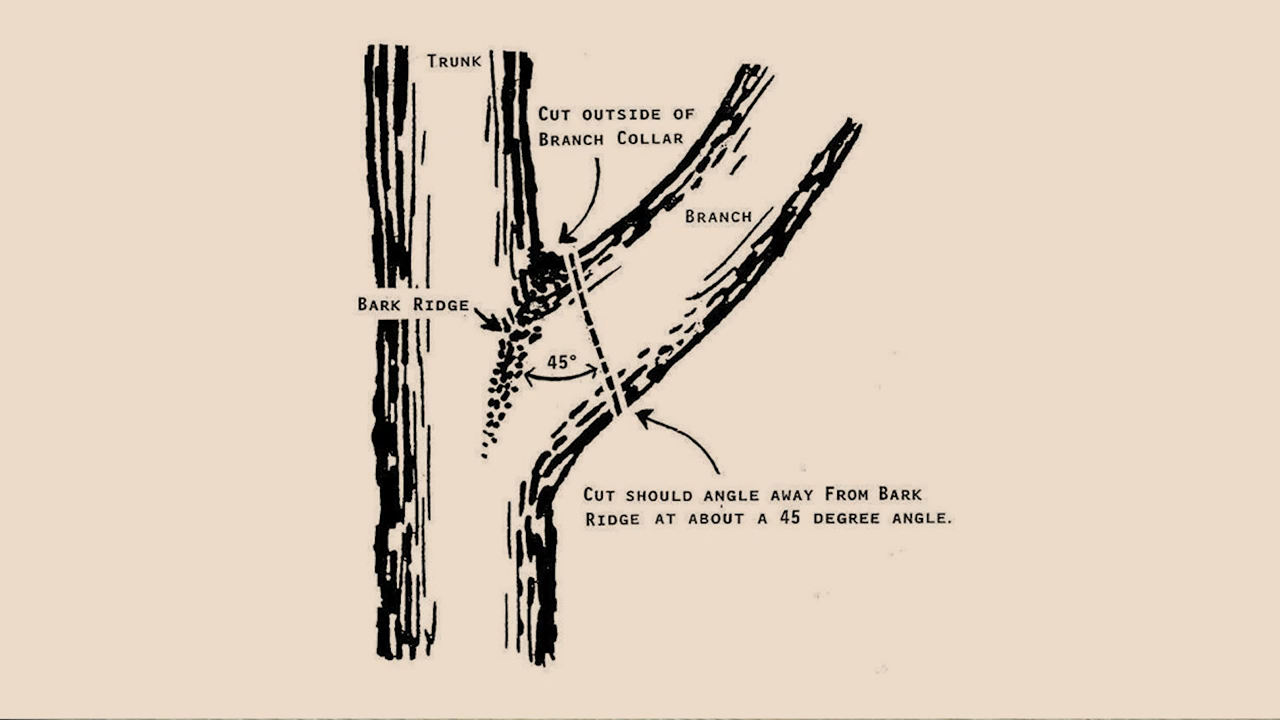 Trunk
Cut outside of
Branch Collar
Branch
Bark Ridge
45°
Cut should angle away From Bark
Ridge at about a 45 degree angle.